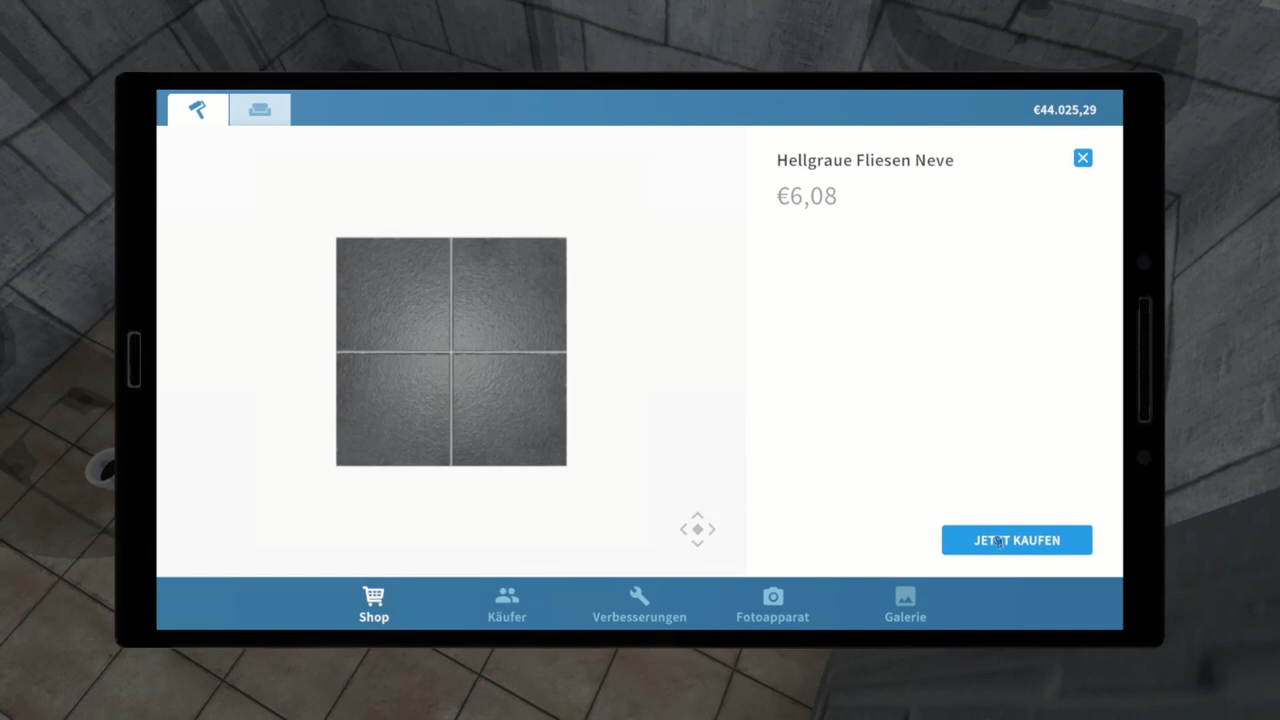 €44.025,29
Hellgraue Fliesen Neve
€6,08
JETZT KAUFEN
Shop
Käufer
Verbesserungen
Fotoapparat
Galerie